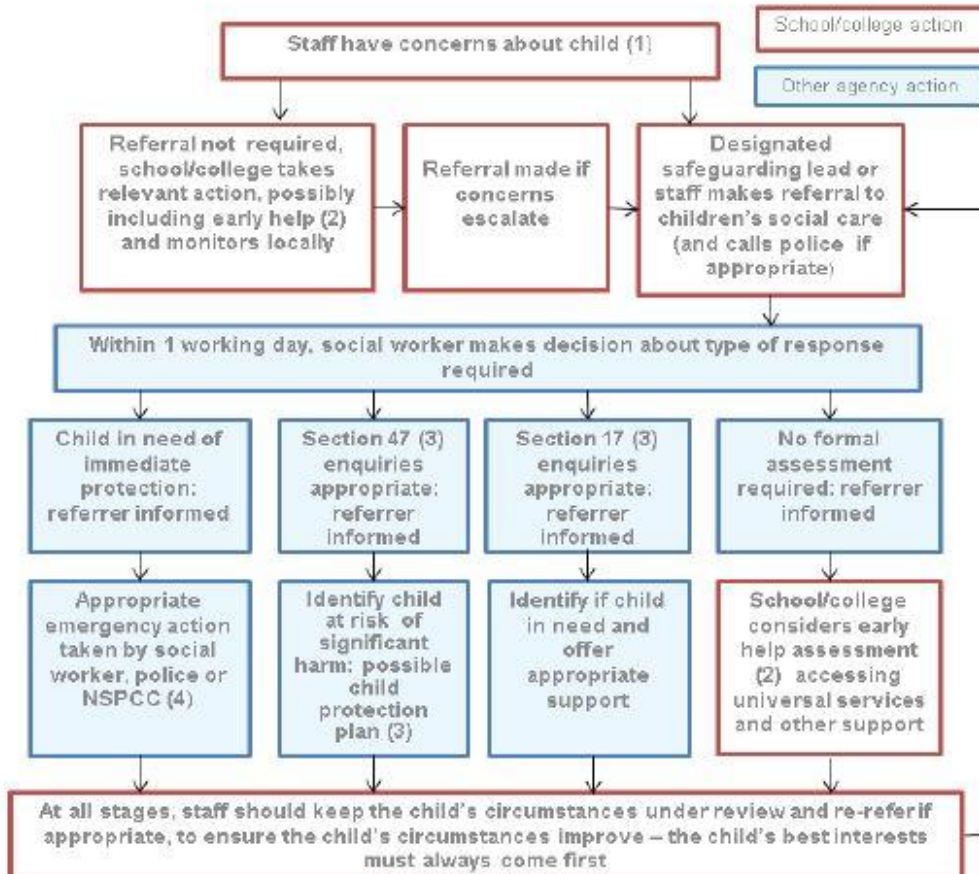 School/college action
Other agency action
Staff have concerns about child (1)
Referral not required,
school/college takes
relevant action, possibly
including early help (2)
and monitors locally
Referral made if
concerns
escalate
Designated
safeguarding lead or
staff makes referral to
children's social care
(and calls police if
appropriate)
Within 1 working day, social worker makes decision about type of response
required
Child in need of
immediate
protection:
referrer informed
Section 47 (3)
enquiries
appropriate:
referrer
informed
Section 17 (3)
enquiries
appropriate:
referrer
informed
No formal
assessment
required: referrer
informed
Appropriate
emergency action
taken by social
worker, police or
NSPCC (4)
Identify child
at risk of
significant
harm: possible
child
protection
plan (3)
Identify if child
in need and
offer
appropriate
support
School/college
considers early
help assessment
(2) accessing
universal services
and other support
At all stages, staff should keep the child's circumstances under review and re-refer if
appropriate, to ensure the child's circumstances improve – the child's best interests
must always come first